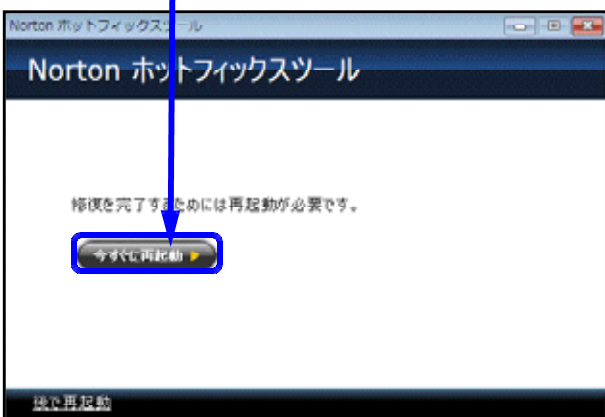 Norton ホットフィックスツール
Norton ホットフィックスツール
修復を完了するためには再起動が必要です。
今すぐに再起動
後で再起動